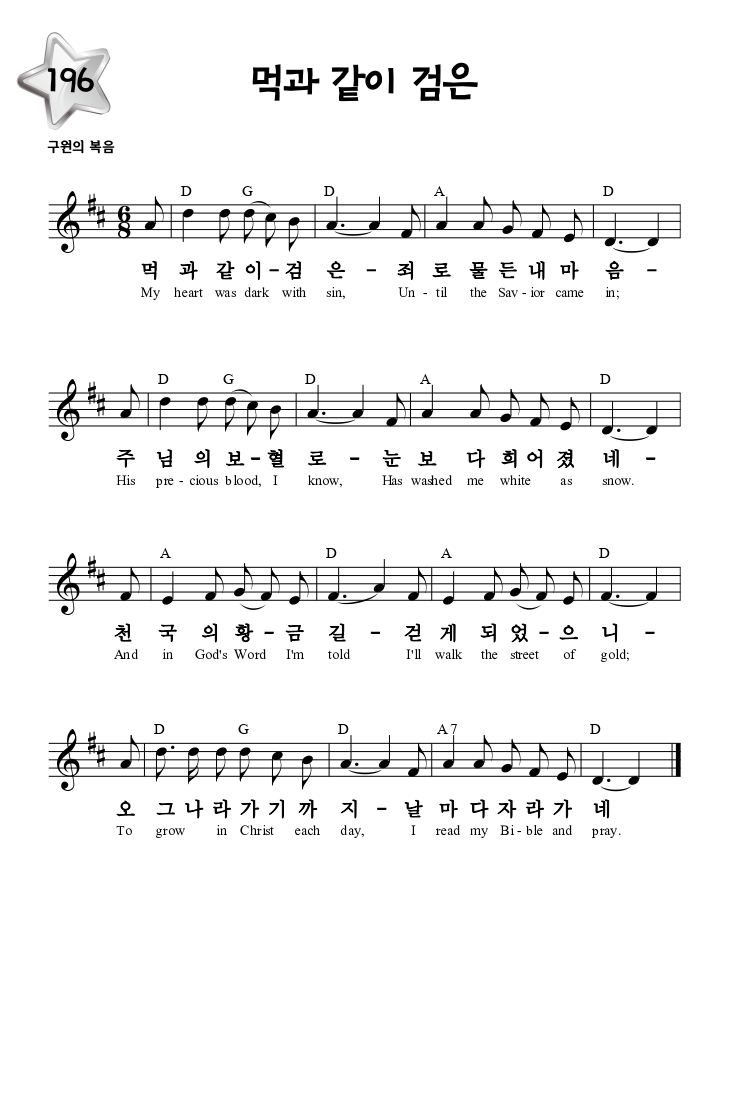 196
먹과 같이 검은
구원의 복음
D G D A D
6
8
먹 과 같 이 - 검 은 - 죄 로 물 든 내 마 음 -
My heart was dark with sin, Un - til the Sav - ior came in;
D G D A D
주 님 의 보 - 혈 로 - 눈 보 다 희 어 졌 네 -
His pre - cious blood, I know, Has washed me white as snow.
A D A D
천 국 의 황 - 금 길 - 걷 게 되 었 - 으 니 -
And in God's Word I'm told I'll walk the street of gold;
D G D A7 D
오 그 나 라 가 기 까 지 - 날 마 다 자 라 가 네
To grow in Christ each day, I read my Bi - ble and pray.